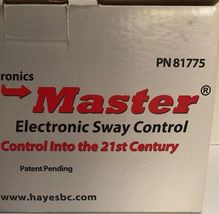 PN 81775
ronics
Master®
Electronic Sway Control
Control Into the 21st Century
Patent Pending
www.hayesbc.com